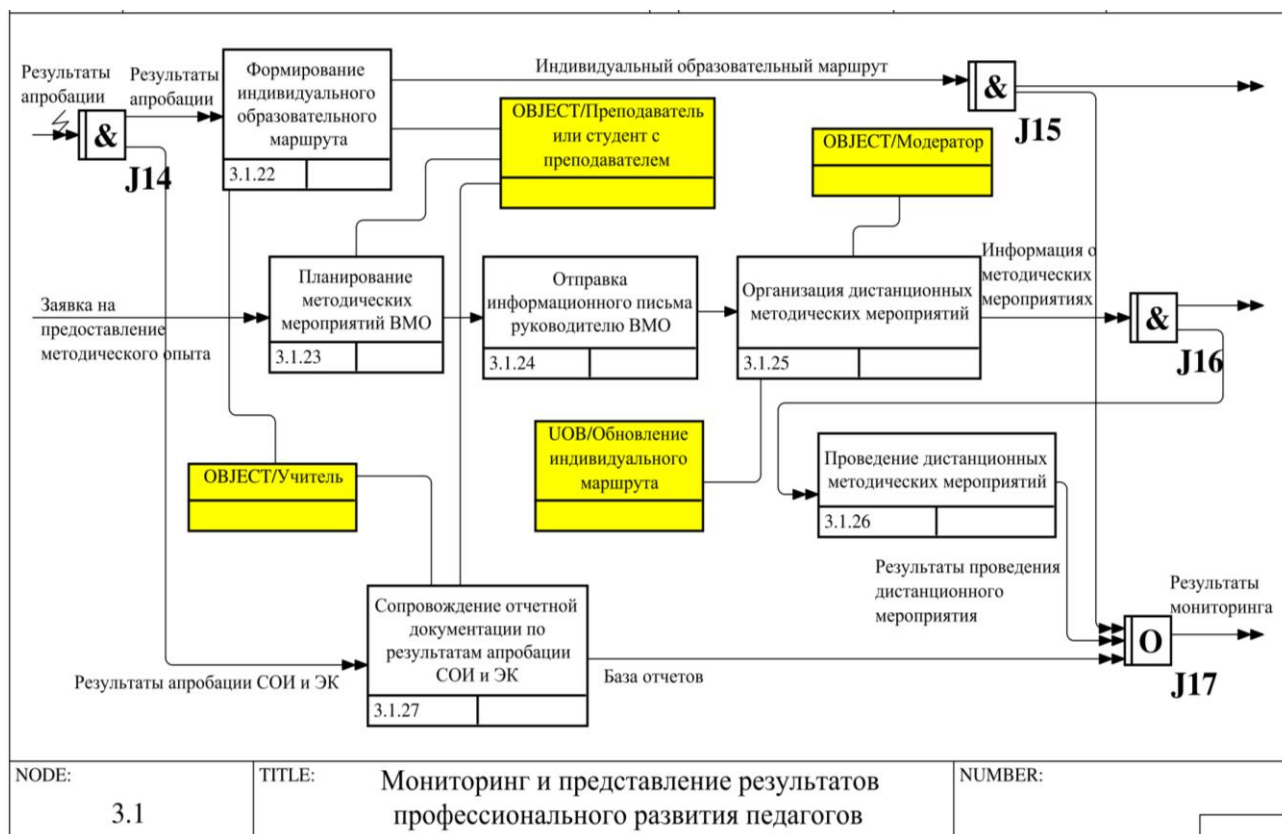 Результаты
апробации
&
J14
Результаты
апробации
Формирование
индивидуального
образовательного
маршрута
3.1.22
Индивидуальный образовательный маршрут
&
J15
OBJECT/Преподаватель
или студент с
преподавателем
OBJECT/Модератор
Заявка на
предоставление
методического опыта
Планирование
методических
мероприятий ВМО
3.1.23
Отправка
информационного письма
руководителю ВМО
3.1.24
Организация дистанционных
методических мероприятий
3.1.25
Информация о
методических
мероприятиях
&
J16
OBJECT/Учитель
UOB/Обновление
индивидуального
маршрута
Проведение дистанционных
методических мероприятий
3.1.26
Результаты проведения
дистанционного
мероприятия
Результаты апробации СОИ и ЭК
Сопровождение отчетной
документации по
результатам апробации
СОИ и ЭК
3.1.27
База отчетов
O
J17
Результаты
мониторинга
NODE:
3.1
TITLE:
Мониторинг и представление результатов
профессионального развития педагогов
NUMBER: